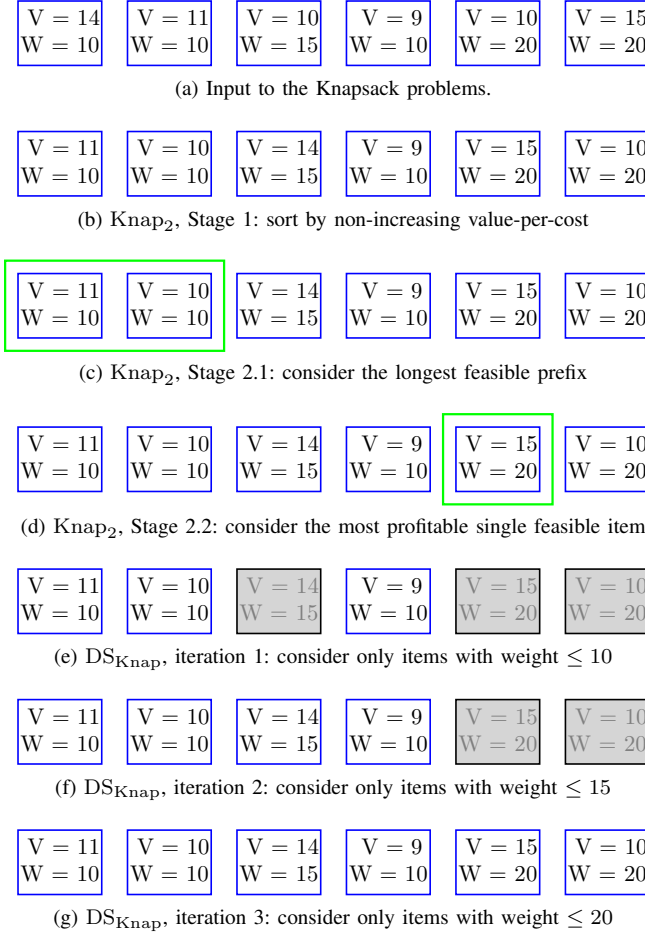 V = 14 V = 11 V = 10 V = 9 V = 10 V = 15
W = 10 W = 10 W = 15 W = 10 W = 20 W = 20
(a) Input to the Knapsack problems.
V = 11 V = 10 V = 14 V = 9 V = 15 V = 10
W = 10 W = 10 W = 15 W = 10 W = 20 W = 20
(b) Knap₂, Stage 1: sort by non-increasing value-per-cost
V = 11 V = 10 V = 14 V = 9 V = 15 V = 10
W = 10 W = 10 W = 15 W = 10 W = 20 W = 20
(c) Knap₂, Stage 2.1: consider the longest feasible prefix
V = 11 V = 10 V = 14 V = 9 V = 15 V = 10
W = 10 W = 10 W = 15 W = 10 W = 20 W = 20
(d) Knap₂, Stage 2.2: consider the most profitable single feasible item
V = 11 V = 10 V = 14 V = 9 V = 15 V = 10
W = 10 W = 10 W = 15 W = 10 W = 20 W = 20
(e) DS_Knap, iteration 1: consider only items with weight ≤ 10
V = 11 V = 10 V = 14 V = 9 V = 15 V = 10
W = 10 W = 10 W = 15 W = 10 W = 20 W = 20
(f) DS_Knap, iteration 2: consider only items with weight ≤ 15
V = 11 V = 10 V = 14 V = 9 V = 15 V = 10
W = 10 W = 10 W = 15 W = 10 W = 20 W = 20
(g) DS_Knap, iteration 3: consider only items with weight ≤ 20